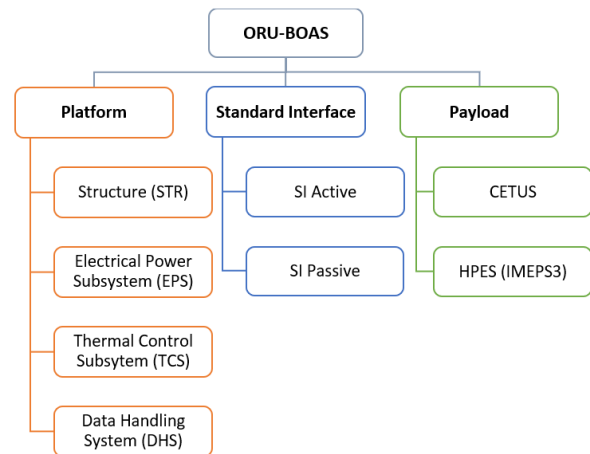 ORU-BOAS
Platform
Standard Interface
Payload
Structure (STR)
SI Active
CETUS
Electrical Power
Subsystem (EPS)
SI Passive
HPES (IMEPS3)
Thermal Control
Subsytem (TCS)
Data Handling
System (DHS)